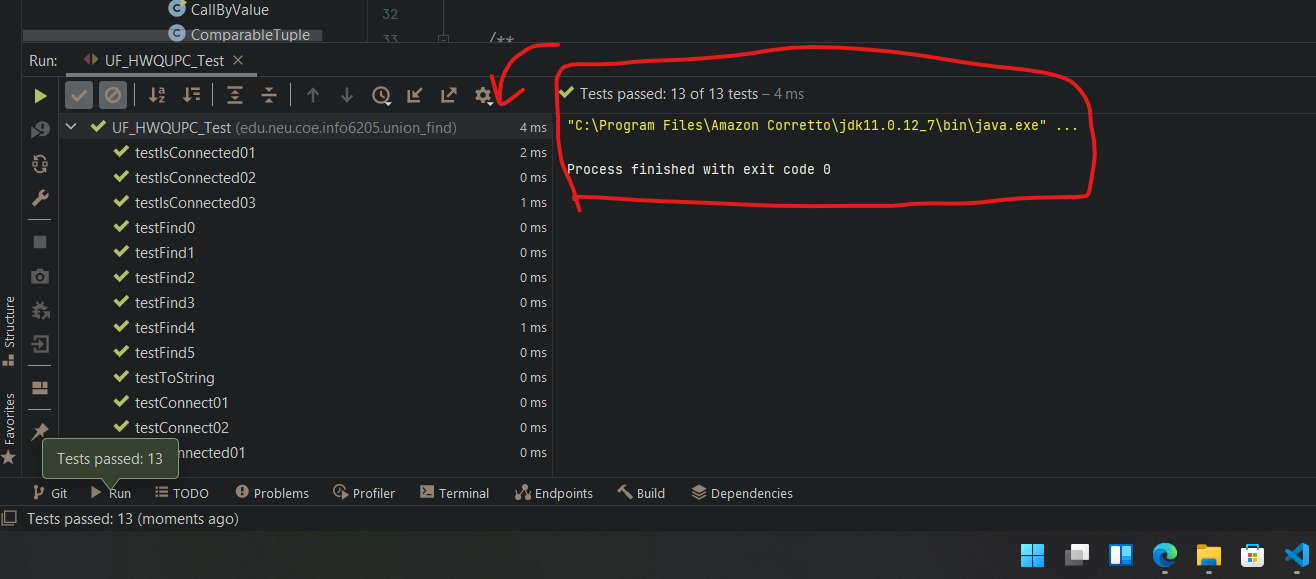 CallByValue
32
ComparableTuple
33
/**
Run:
UF_HWQUPC_Test
Tests passed: 13 of 13 tests – 4 ms
UF_HWQUPC_Test (edu.neu.coe.info6205.union_find) 4 ms
"C:\Program Files\Amazon Corretto\jdk11.0.12_7\bin\java.exe" ...
testIsConnected01 2 ms
Process finished with exit code 0
testIsConnected02 0 ms
testIsConnected03 1 ms
testFind0 0 ms
testFind1 0 ms
testFind2 0 ms
testFind3 0 ms
testFind4 1 ms
testFind5 0 ms
testToString 0 ms
testConnect01 0 ms
testConnect02 0 ms
nnected01 0 ms
Structure
Favorites
Tests passed: 13
Git Run TODO Problems Profiler Terminal Endpoints Build Dependencies
Tests passed: 13 (moments ago)